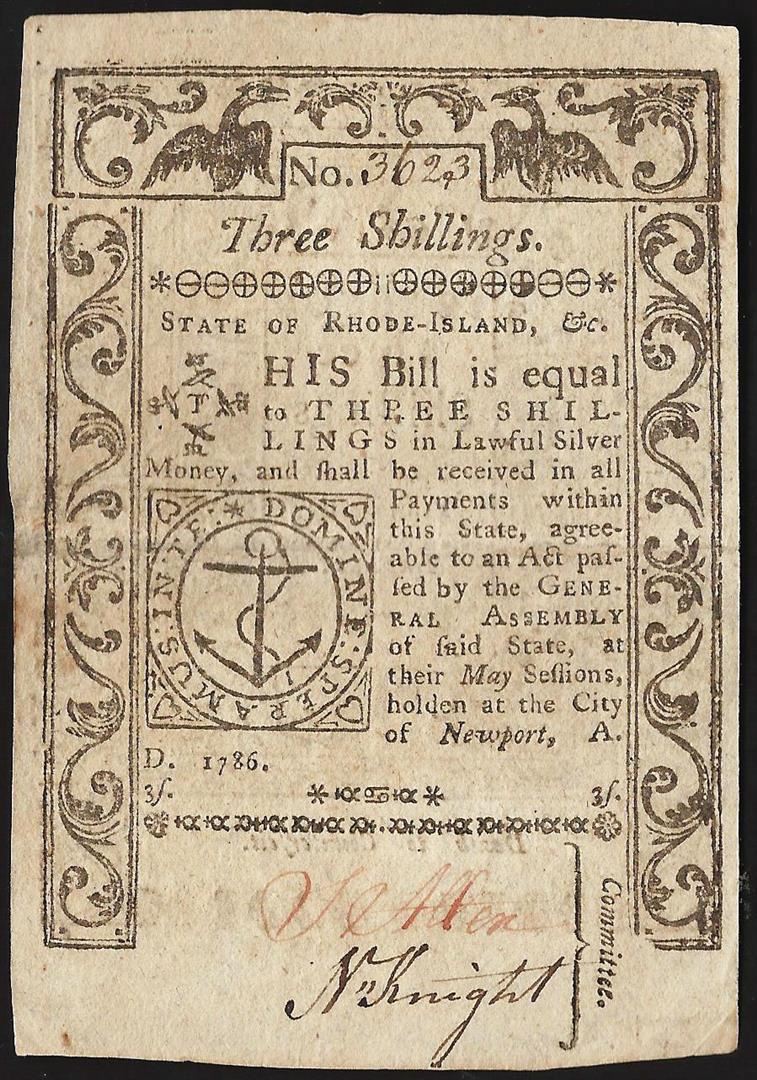 No. 3623
Three Shillings.
STATE OF RHODE-ISLAND, &c.
THIS Bill is equal
to THREE SHIL-
LINGS in Lawful Silver
Money, and ſhall be received in all
Payments within
this State, agree-
able to an Act paſ-
ſed by the GENE-
RAL ASSEMBLY
of ſaid State, at
their May Seſſions,
holden at the City
of Newport, A.
D. 1786.
IN TE: * DOMINE: SPERAMUS:
3ſ. 3ſ.
Allen
Knight
Committee.